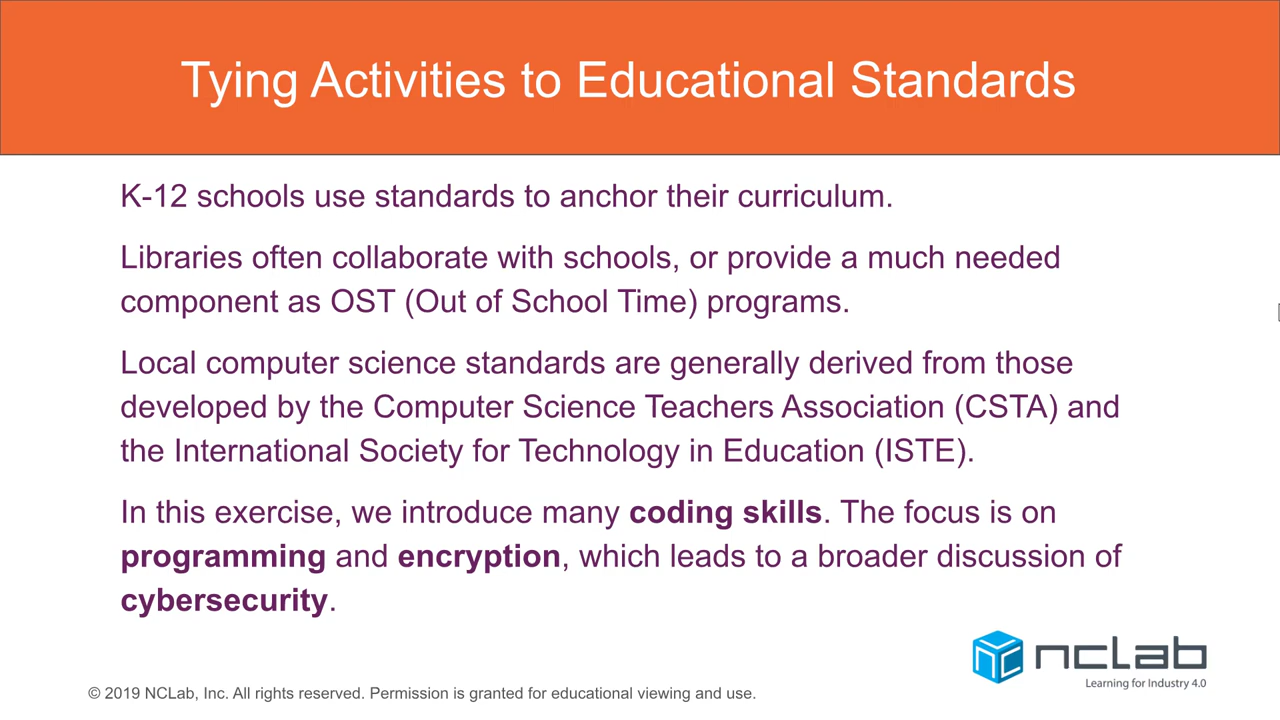 Tying Activities to Educational Standards
K-12 schools use standards to anchor their curriculum.
Libraries often collaborate with schools, or provide a much needed
component as OST (Out of School Time) programs.
Local computer science standards are generally derived from those
developed by the Computer Science Teachers Association (CSTA) and
the International Society for Technology in Education (ISTE).
In this exercise, we introduce many coding skills. The focus is on
programming and encryption, which leads to a broader discussion of
cybersecurity.
nclab
Learning for Industry 4.0
© 2019 NCLab, Inc. All rights reserved. Permission is granted for educational viewing and use.